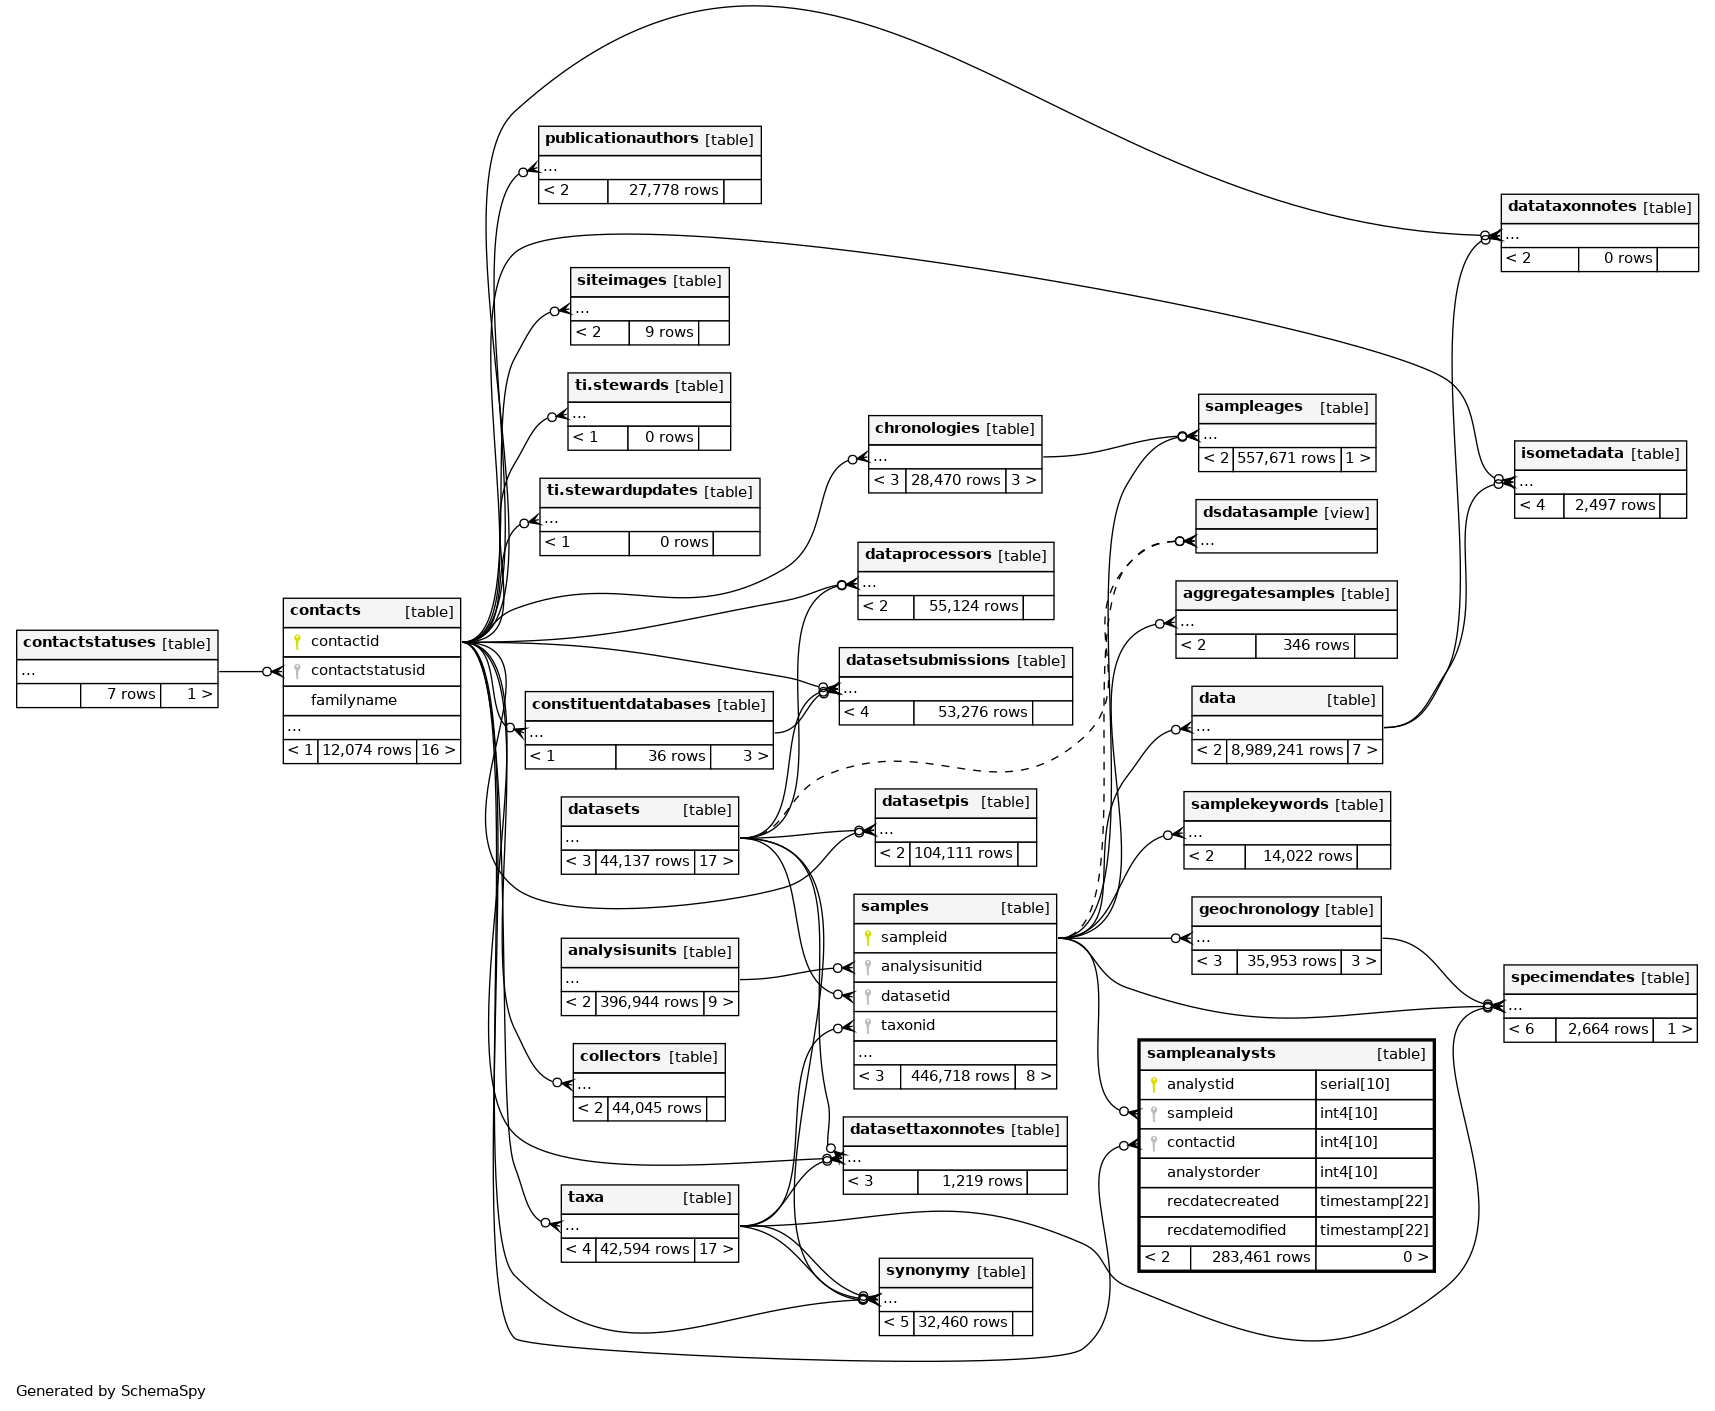 publicationauthors [table]
...
< 2 27,778 rows
datataxonnotes [table]
...
< 2 0 rows
siteimages [table]
...
< 2 9 rows
ti.stewards [table]
...
< 1 0 rows
chronologies [table]
...
< 3 28,470 rows 3 >
sampleages [table]
...
< 2 557,671 rows 1 >
isometadata [table]
...
< 4 2,497 rows
ti.stewardupdates [table]
...
< 1 0 rows
dsdatasample [view]
...
dataprocessors [table]
...
< 2 55,124 rows
aggregatesamples [table]
...
< 2 346 rows
contactstatuses [table]
...
7 rows 1 >
contacts [table]
contactid
contactstatusid
familyname
...
< 1 12,074 rows 16 >
datasetsubmissions [table]
...
< 4 53,276 rows
constituentdatabases [table]
...
< 1 36 rows 3 >
data [table]
...
< 2 8,989,241 rows 7 >
datasets [table]
...
< 3 44,137 rows 17 >
datasetpis [table]
...
< 2 104,111 rows
samplekeywords [table]
...
< 2 14,022 rows
samples [table]
sampleid
analysisunitid
datasetid
taxonid
...
< 3 446,718 rows 8 >
geochronology [table]
...
< 3 35,953 rows 3 >
analysisunits [table]
...
< 2 396,944 rows 9 >
specimendates [table]
...
< 6 2,664 rows 1 >
collectors [table]
...
< 2 44,045 rows
sampleanalysts [table]
analystid serial[10]
sampleid int4[10]
contactid int4[10]
analystorder int4[10]
recdatecreated timestamp[22]
recdatemodified timestamp[22]
< 2 283,461 rows 0 >
datasettaxonnotes [table]
...
< 3 1,219 rows
taxa [table]
...
< 4 42,594 rows 17 >
synonymy [table]
...
< 5 32,460 rows
Generated by SchemaSpy